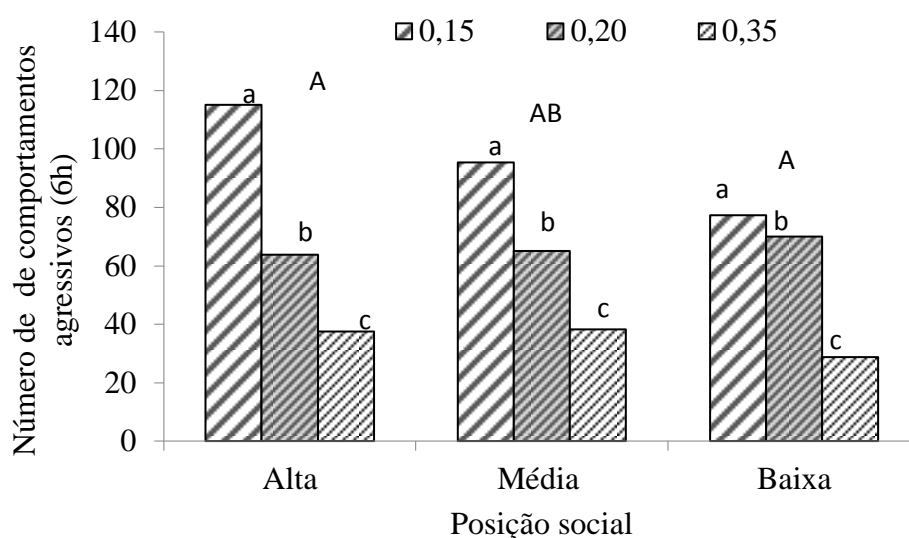 Número de  de comportamentos
agressivos (6h)
140
120
100
80
60
40
20
0
0,15 0,20 0,35
a A
b
c
a AB
b
c
a A
b
c
Alta Média Baixa
Posição social